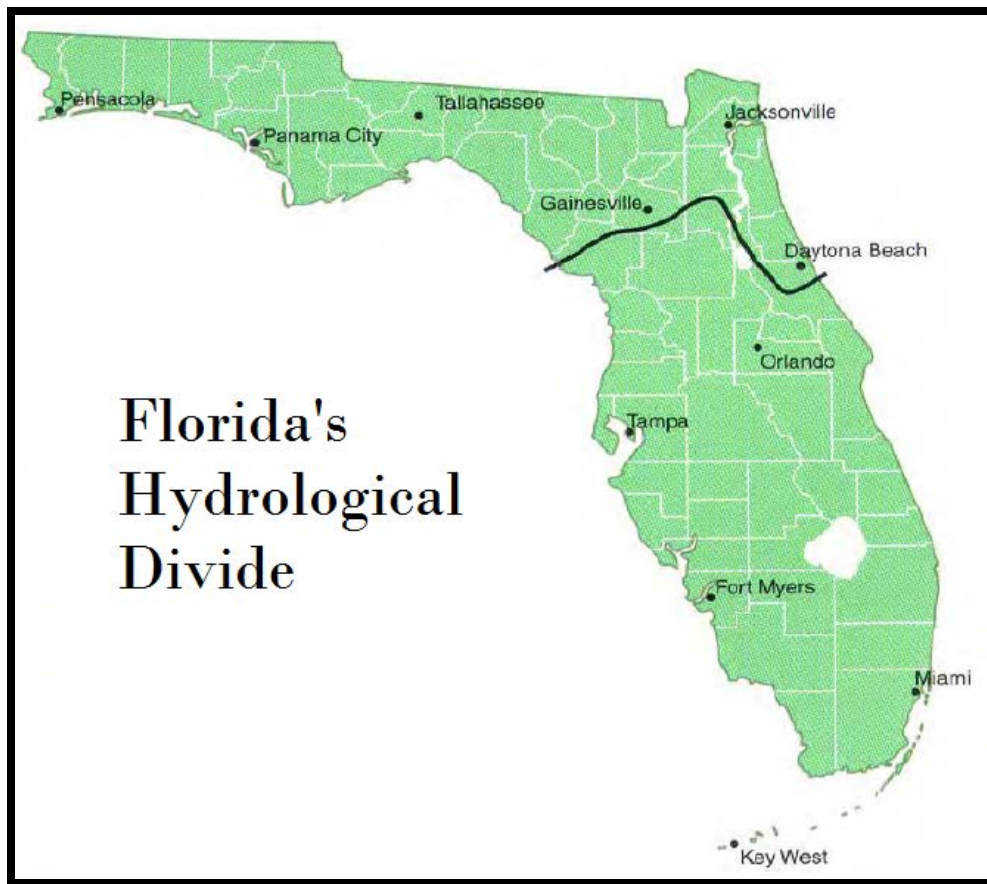 Pensacola
Tallahassee
Jacksonville
Panama City
Gainesville
Daytona Beach
Orlando
Florida's
Hydrological
Divide
Tampa
Fort Myers
Miami
Key West